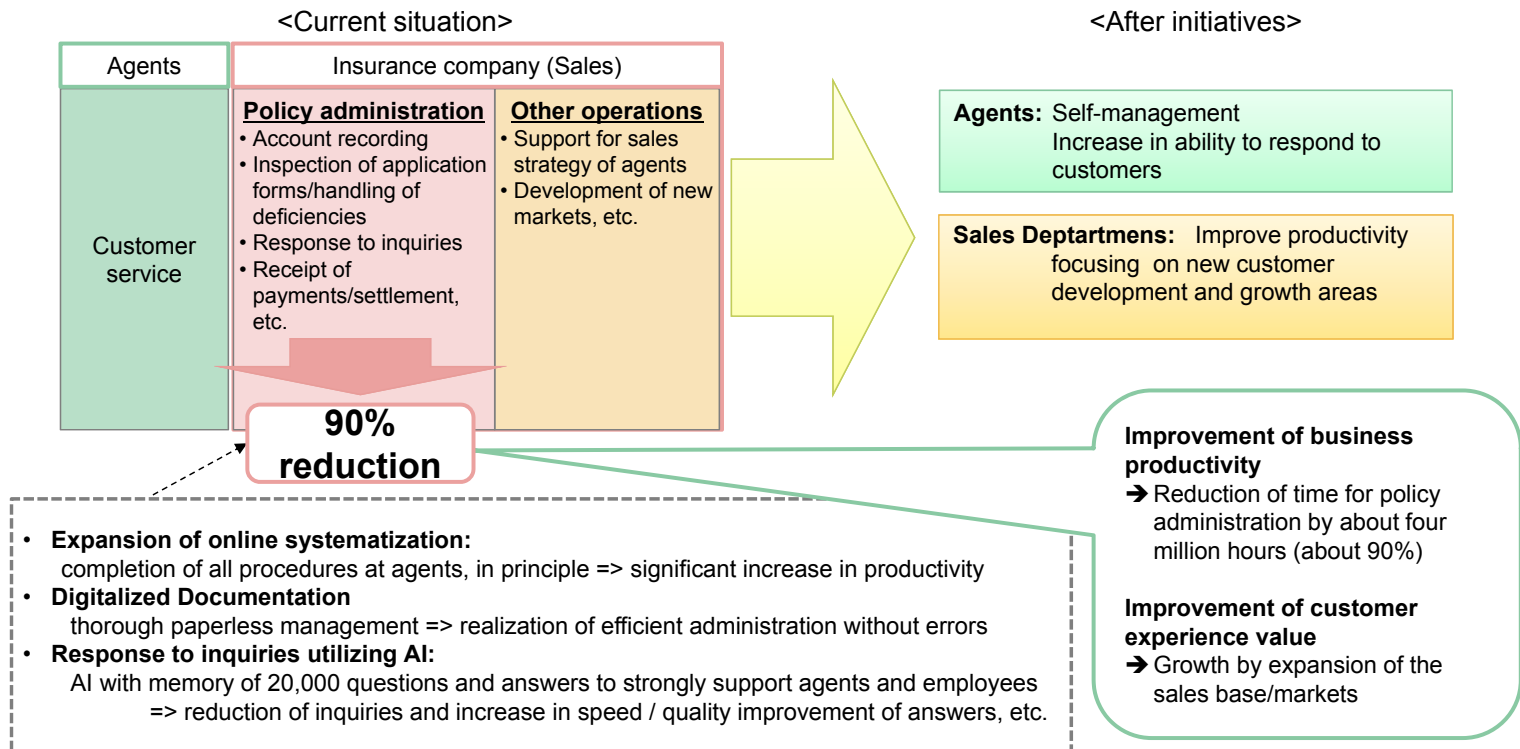 <Current situation>
<After initiatives>
Agents
Insurance company (Sales)
Customer
service
Policy administration
• Account recording
• Inspection of application
forms/handling of
deficiencies
• Response to inquiries
• Receipt of
payments/settlement,
etc.
Other operations
• Support for sales
strategy of agents
• Development of new
markets, etc.
90%
reduction
Agents: Self-management
Increase in ability to respond to
customers
Sales Deptartmens: Improve productivity
focusing on new customer
development and growth areas
• Expansion of online systematization:
completion of all procedures at agents, in principle => significant increase in productivity
• Digitalized Documentation
thorough paperless management => realization of efficient administration without errors
• Response to inquiries utilizing AI:
AI with memory of 20,000 questions and answers to strongly support agents and employees
=> reduction of inquiries and increase in speed / quality improvement of answers, etc.
Improvement of business
productivity
➔ Reduction of time for policy
administration by about four
million hours (about 90%)
Improvement of customer
experience value
➔ Growth by expansion of the
sales base/markets